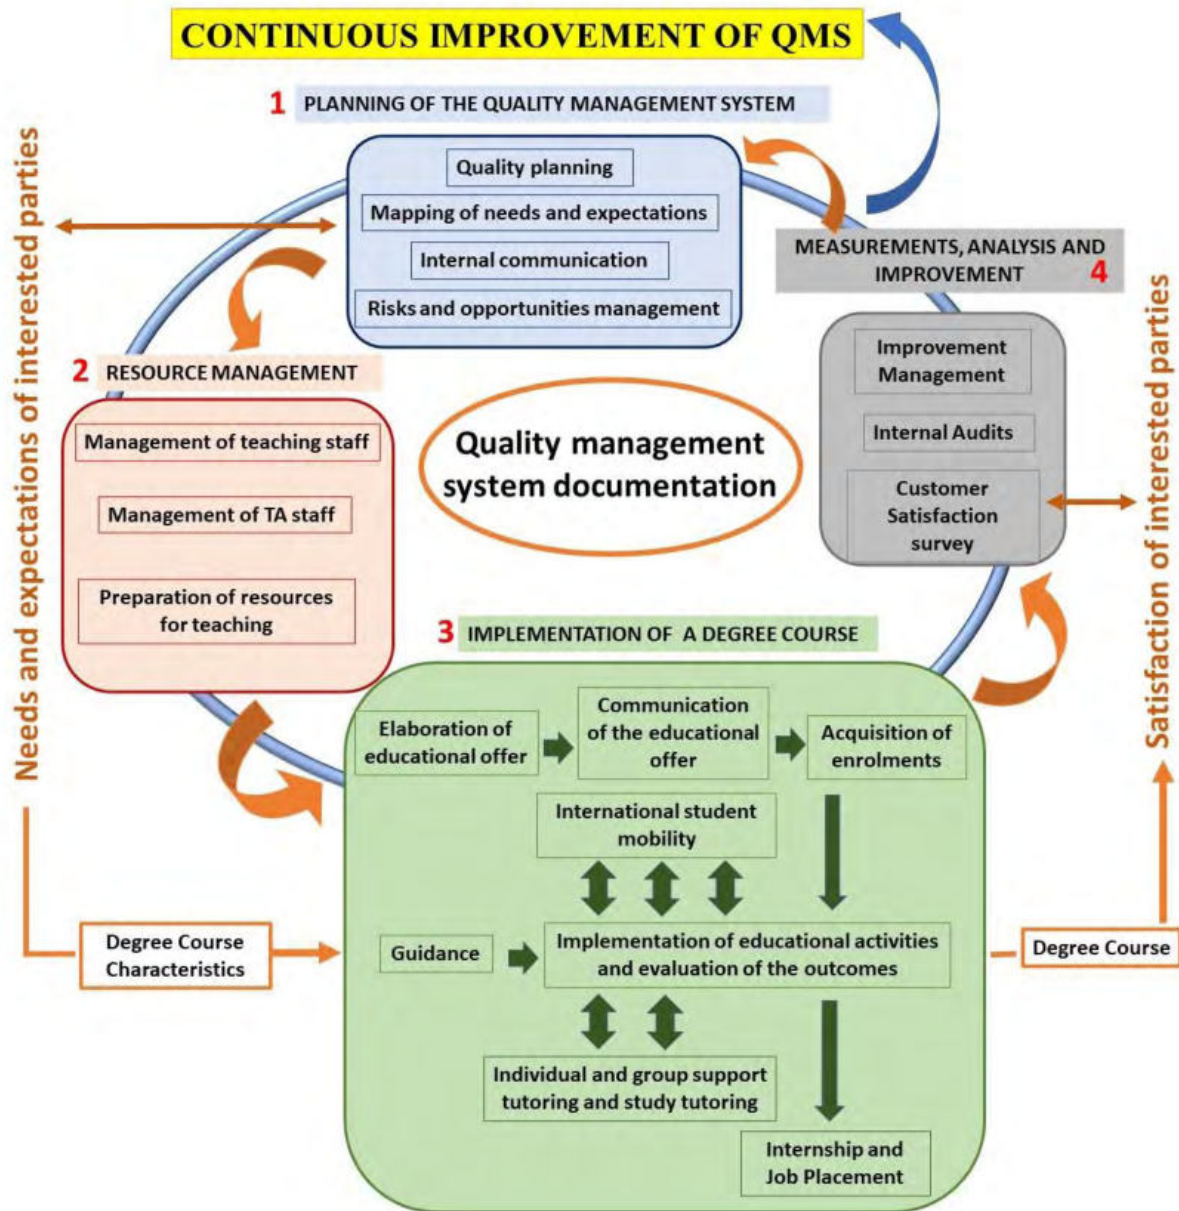 CONTINUOUS IMPROVEMENT OF QMS
1 PLANNING OF THE QUALITY MANAGEMENT SYSTEM
Quality planning
Mapping of needs and expectations
Internal communication
Risks and opportunities management
Needs and expectations of interested parties
2 RESOURCE MANAGEMENT
Management of teaching staff
Management of TA staff
Preparation of resources
for teaching
Quality management
system documentation
MEASUREMENTS, ANALYSIS AND
IMPROVEMENT 4
Improvement
Management
Internal Audits
Customer
Satisfaction
survey
Satisfaction of interested parties
3 IMPLEMENTATION OF A DEGREE COURSE
Elaboration of
educational offer
Communication
of the educational
offer
Acquisition of
enrolments
International student
mobility
Degree Course
Characteristics
Guidance
Implementation of educational activities
and evaluation of the outcomes
Degree Course
Individual and group support
tutoring and study tutoring
Internship and
Job Placement